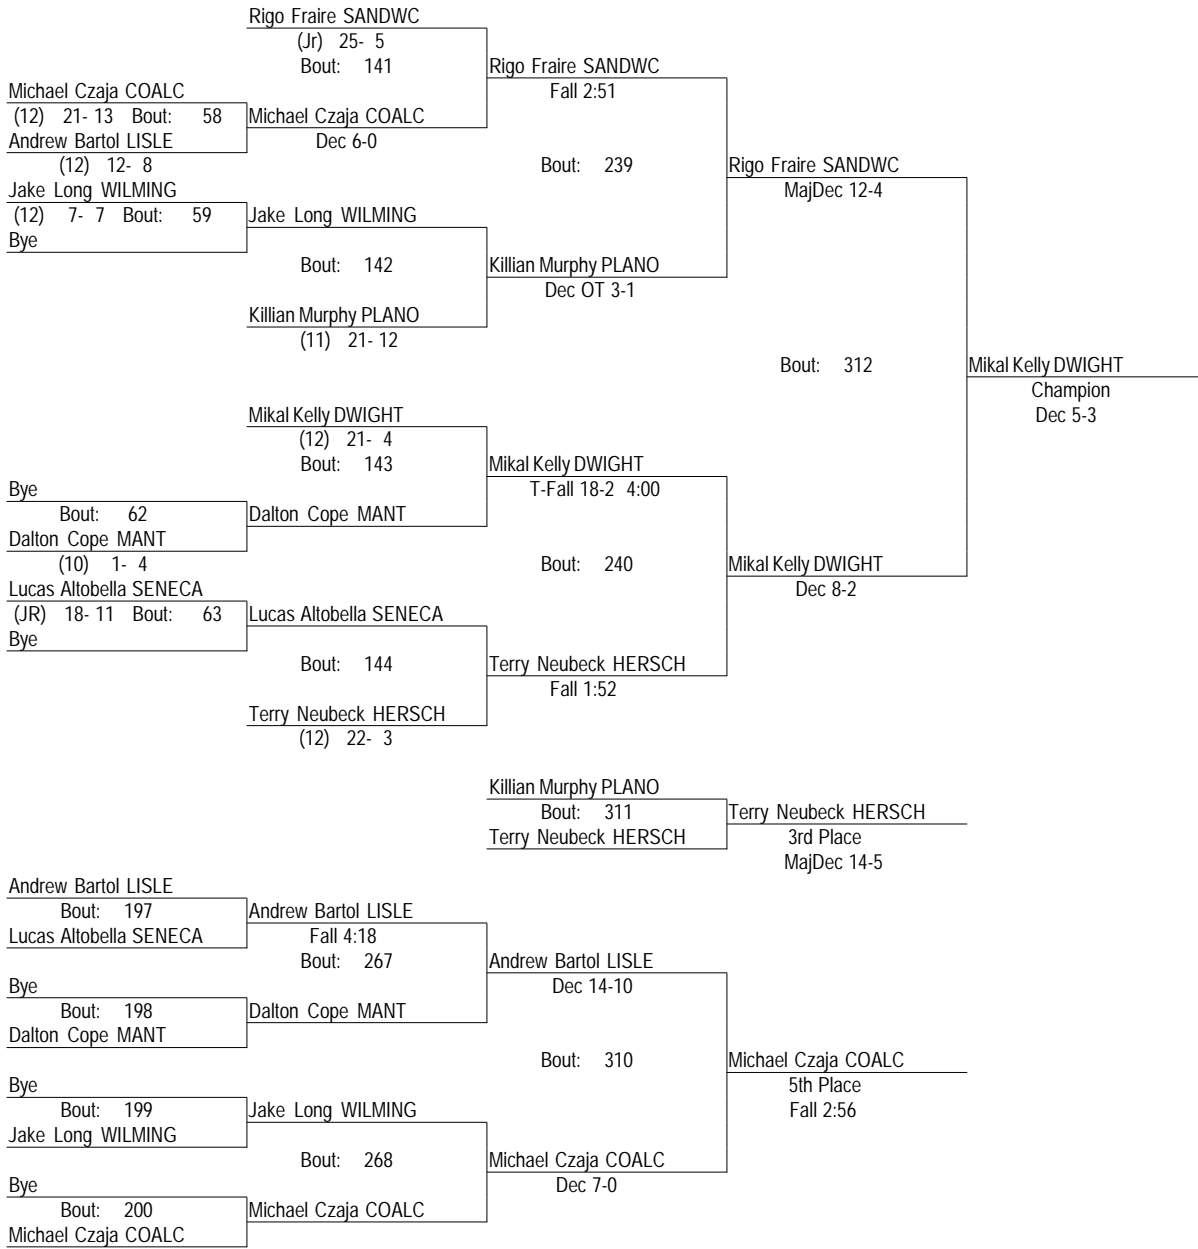 Rigo Fraire SANDWC
(Jr) 25- 5
Bout: 141
Rigo Fraire SANDWC
Fall 2:51
Michael Czaja COALC
(12) 21- 13 Bout: 58
Michael Czaja COALC
Dec 6-0
Andrew Bartol LISLE
(12) 12- 8
Bout: 239
Rigo Fraire SANDWC
MajDec 12-4
Jake Long WILMING
(12) 7- 7 Bout: 59
Jake Long WILMING
Bye
Bout: 142
Killian Murphy PLANO
Dec OT 3-1
Killian Murphy PLANO
(11) 21- 12
Bout: 312
Mikal Kelly DWIGHT
Champion
Dec 5-3
Mikal Kelly DWIGHT
(12) 21- 4
Bout: 143
Mikal Kelly DWIGHT
T-Fall 18-2 4:00
Bye
Bout: 62
Dalton Cope MANT
Dalton Cope MANT
(10) 1- 4
Bout: 240
Mikal Kelly DWIGHT
Dec 8-2
Lucas Altobella SENECA
(JR) 18- 11 Bout: 63
Lucas Altobella SENECA
Bye
Bout: 144
Terry Neubeck HERSCH
Fall 1:52
Terry Neubeck HERSCH
(12) 22- 3
Killian Murphy PLANO
Bout: 311
Terry Neubeck HERSCH
Terry Neubeck HERSCH
3rd Place
MajDec 14-5
Andrew Bartol LISLE
Bout: 197
Andrew Bartol LISLE
Fall 4:18
Lucas Altobella SENECA
Bout: 267
Andrew Bartol LISLE
Dec 14-10
Bye
Bout: 198
Dalton Cope MANT
Dalton Cope MANT
Bout: 310
Michael Czaja COALC
5th Place
Fall 2:56
Bye
Bout: 199
Jake Long WILMING
Jake Long WILMING
Bout: 268
Michael Czaja COALC
Dec 7-0
Bye
Bout: 200
Michael Czaja COALC
Michael Czaja COALC